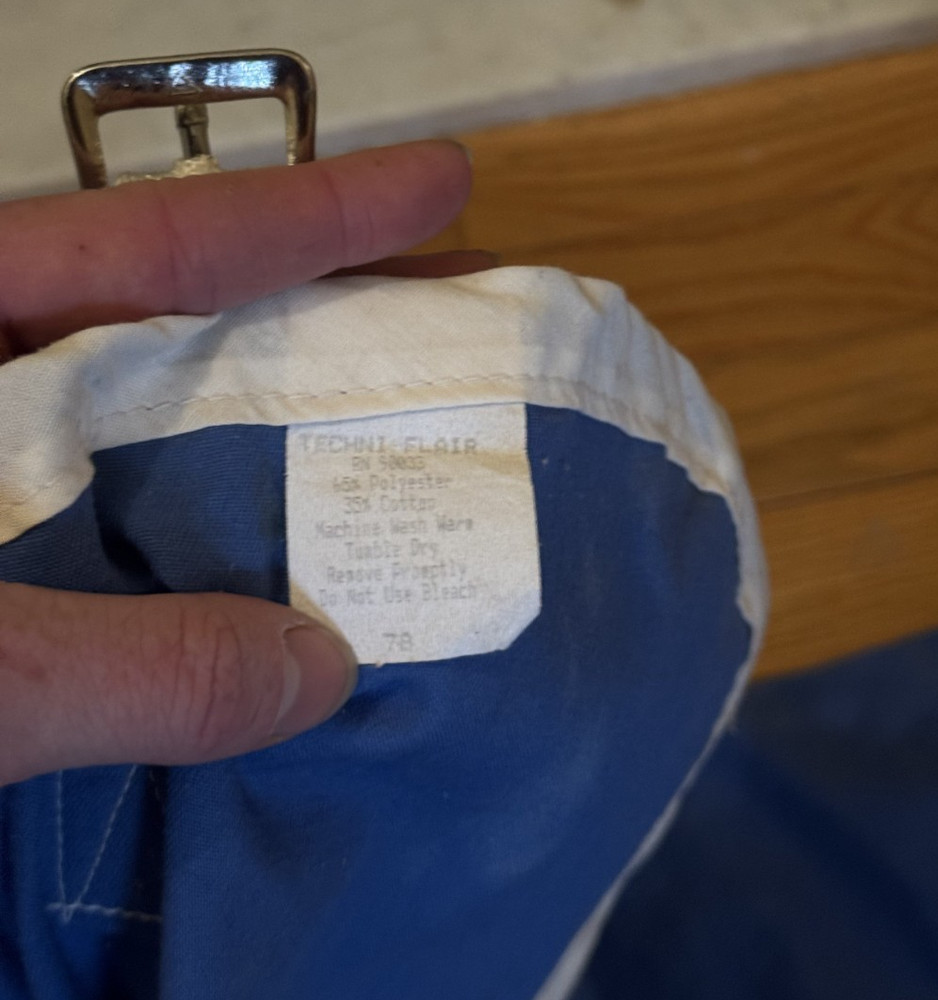 TECHNI-FLAIR
RN 90033
65% Polyester
35% Cotton
Machine Wash Warm
Tumble Dry
Remove Promptly
Do Not Use Bleach
78